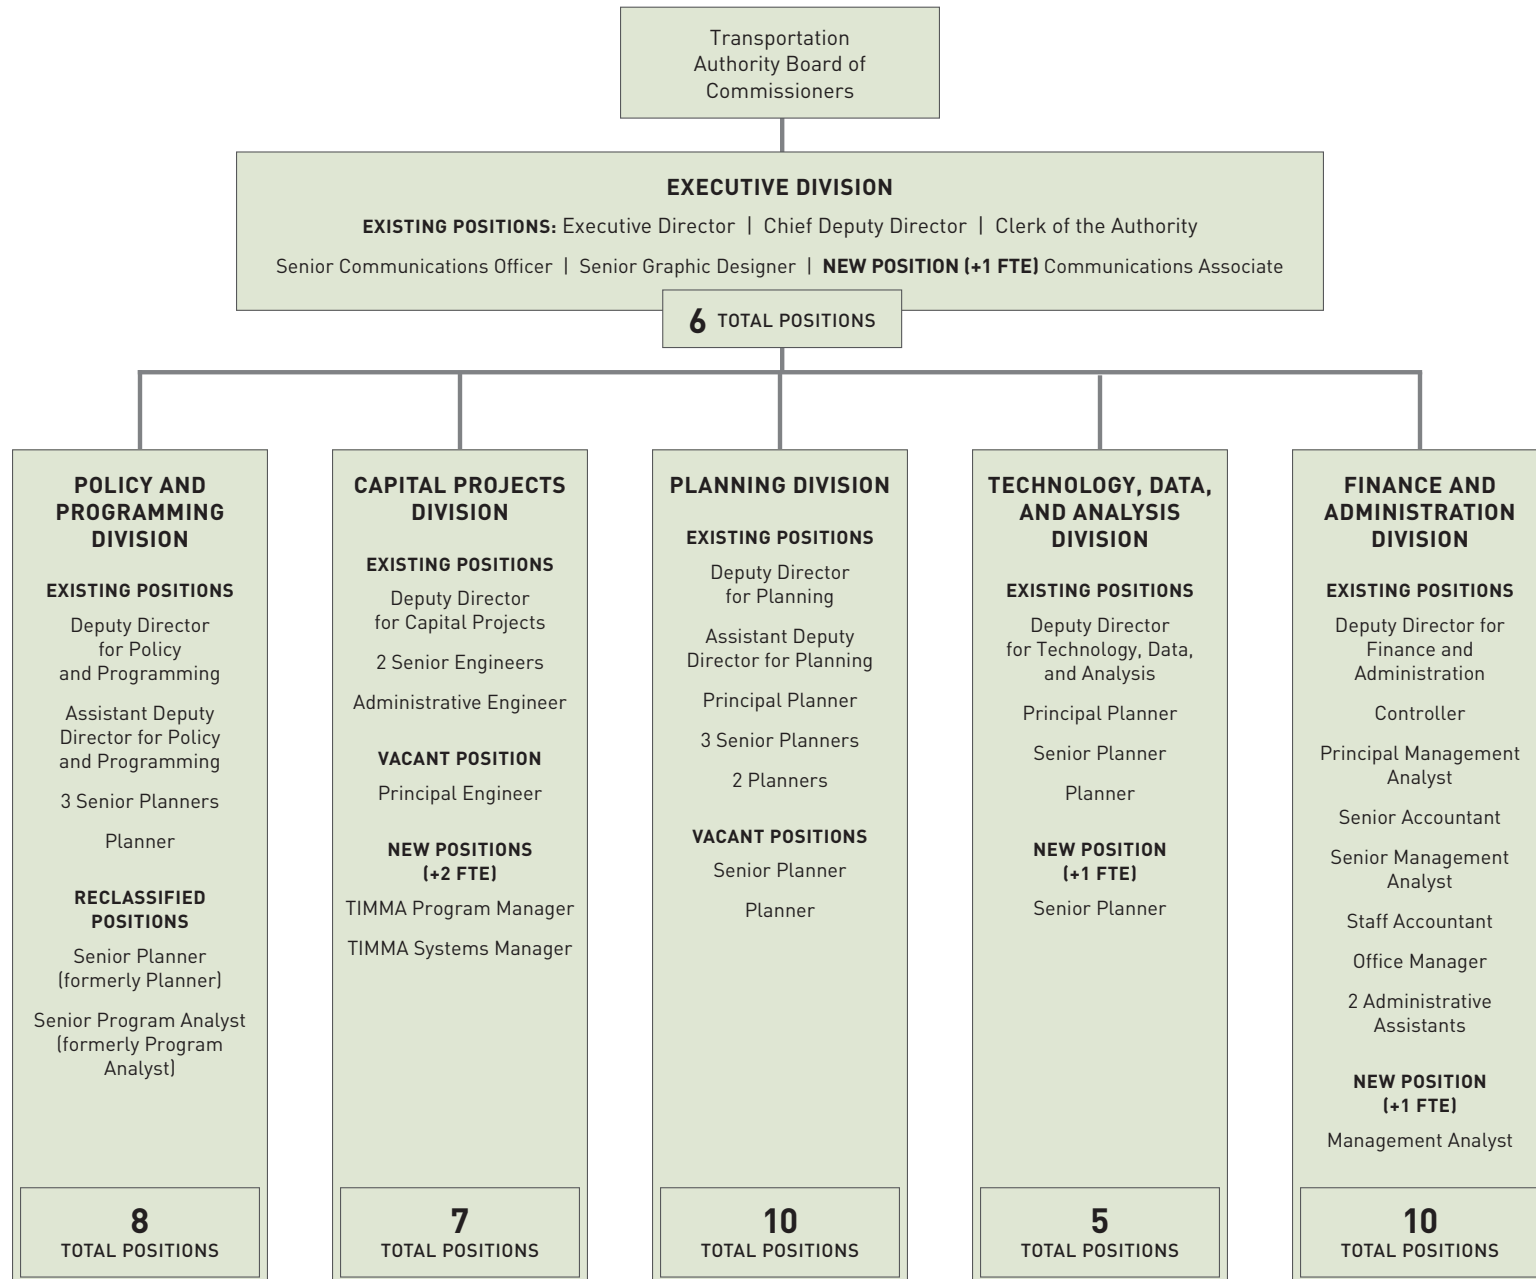 Transportation
Authority Board of
Commissioners
EXECUTIVE DIVISION
EXISTING POSITIONS: Executive Director | Chief Deputy Director | Clerk of the Authority
Senior Communications Officer | Senior Graphic Designer | NEW POSITION (+1 FTE) Communications Associate
6 TOTAL POSITIONS
POLICY AND
PROGRAMMING
DIVISION
EXISTING POSITIONS
Deputy Director
for Policy
and Programming
Assistant Deputy
Director for Policy
and Programming
3 Senior Planners
Planner
RECLASSIFIED
POSITIONS
Senior Planner
(formerly Planner)
Senior Program Analyst
(formerly Program
Analyst)
8
TOTAL POSITIONS
CAPITAL PROJECTS
DIVISION
EXISTING POSITIONS
Deputy Director
for Capital Projects
2 Senior Engineers
Administrative Engineer
VACANT POSITION
Principal Engineer
NEW POSITIONS
(+2 FTE)
TIMMA Program Manager
TIMMA Systems Manager
7
TOTAL POSITIONS
PLANNING DIVISION
EXISTING POSITIONS
Deputy Director
for Planning
Assistant Deputy
Director for Planning
Principal Planner
3 Senior Planners
2 Planners
VACANT POSITIONS
Senior Planner
Planner
10
TOTAL POSITIONS
TECHNOLOGY, DATA,
AND ANALYSIS
DIVISION
EXISTING POSITIONS
Deputy Director
for Technology, Data,
and Analysis
Principal Planner
Senior Planner
Planner
NEW POSITION
(+1 FTE)
Senior Planner
5
TOTAL POSITIONS
FINANCE AND
ADMINISTRATION
DIVISION
EXISTING POSITIONS
Deputy Director for
Finance and
Administration
Controller
Principal Management
Analyst
Senior Accountant
Senior Management
Analyst
Staff Accountant
Office Manager
2 Administrative
Assistants
NEW POSITION
(+1 FTE)
Management Analyst
10
TOTAL POSITIONS